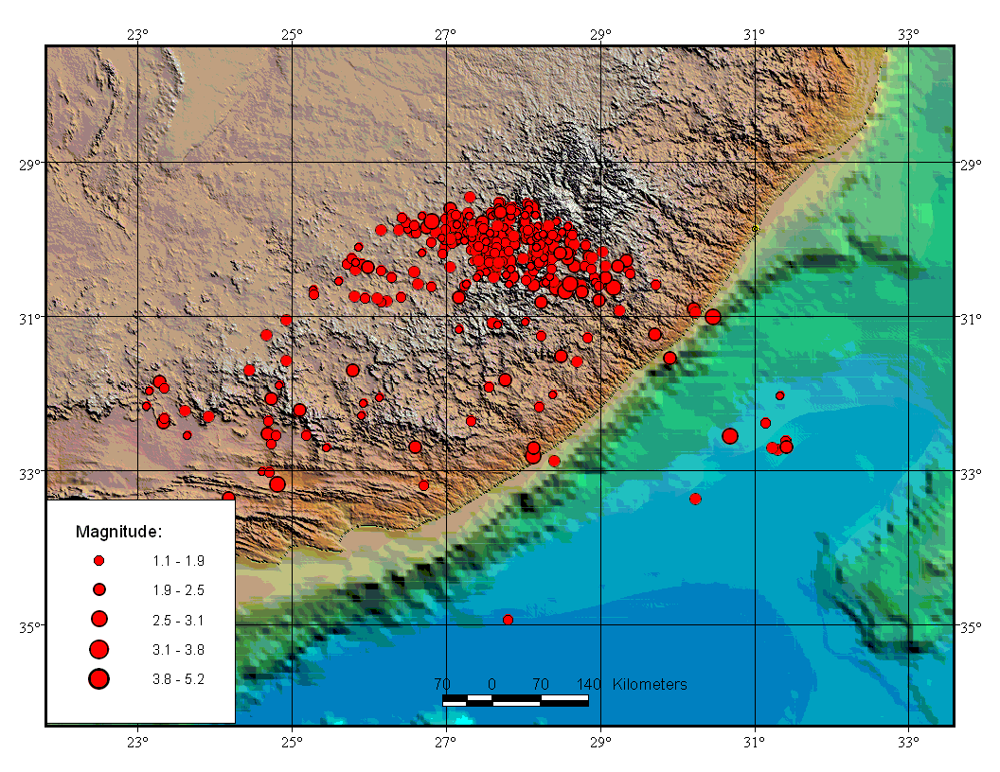 23° 25° 27° 29° 31° 33°
29° 29°
31° 31°
33° 33°
Magnitude:
1.1 - 1.9
1.9 - 2.5
2.5 - 3.1
3.1 - 3.8
3.8 - 5.2
35° 35°
70 0 70 140 Kilometers
23° 25° 27° 29° 31° 33°